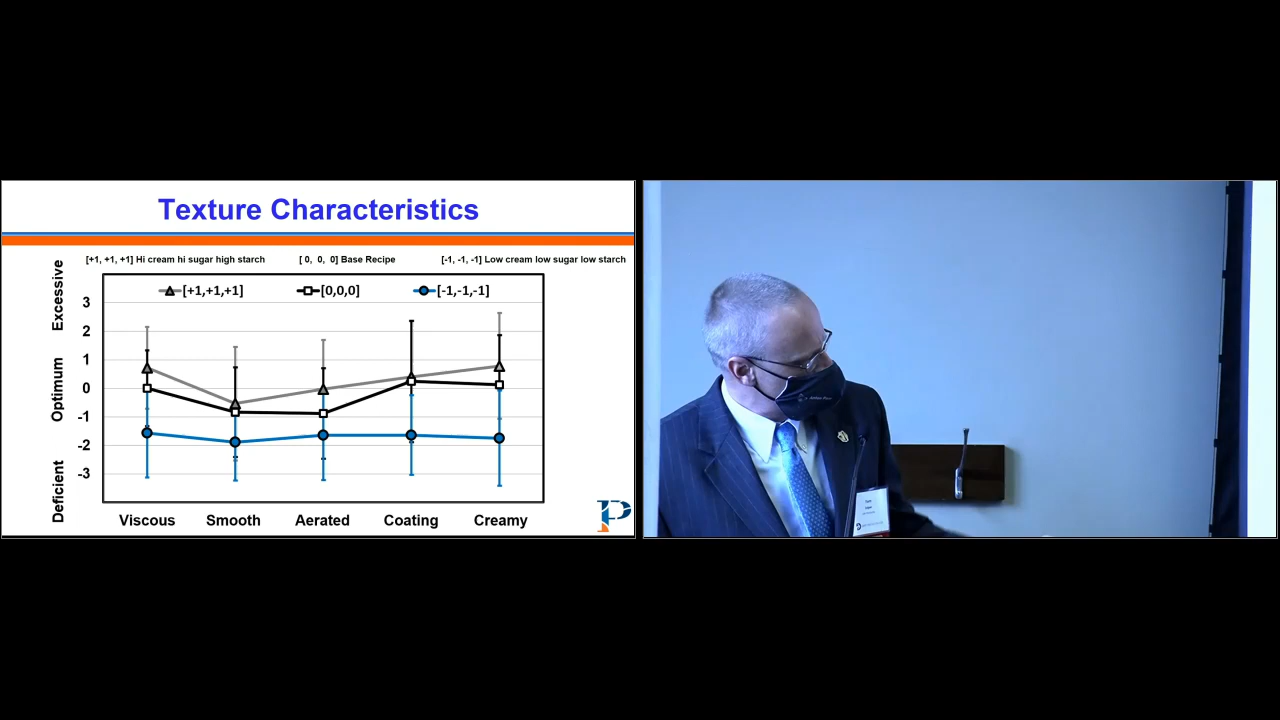 Texture Characteristics
[+1, +1, +1] Hi cream hi sugar high starch
[ 0, 0, 0] Base Recipe
[-1, -1, -1] Low cream low sugar low starch
[+1,+1,+1]
[0,0,0]
[-1,-1,-1]
Excessive
Optimum
Deficient
3
2
1
0
-1
-2
-3
Viscous
Smooth
Aerated
Coating
Creamy
P